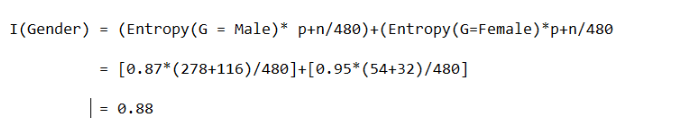 I(Gender) = (Entropy(G = Male)* p+n/480)+(Entropy(G=Female)*p+n/480
= [0.87*(278+116)/480]+[0.95*(54+32)/480]
= 0.88